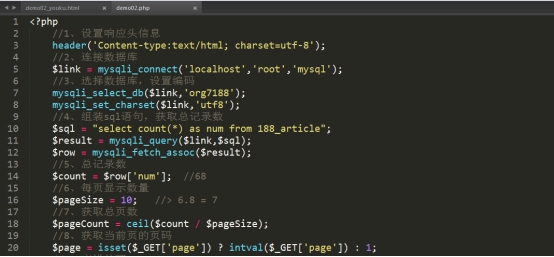 demo02_youku.html
demo02.php
1 <?php
2 //1、设置响应头信息
3 header('Content-type:text/html; charset=utf-8');
4 //2、连接数据库
5 $link = mysqli_connect('localhost','root','mysql');
6 //3、选择数据库，设置编码
7 mysqli_select_db($link,'org7188');
8 mysqli_set_charset($link,'utf8');
9 //4、组装sql语句，获取总记录数
10 $sql = "select count(*) as num from 188_article";
11 $result = mysqli_query($link,$sql);
12 $row = mysqli_fetch_assoc($result);
13 //5、总记录数
14 $count = $row['num']; //68
15 //6、每页显示数量
16 $pageSize = 10; //> 6.8 = 7
17 //7、获取总页数
18 $pageCount = ceil($count / $pageSize);
19 //8、获取当前页的页码
20 $page = isset($_GET['page']) ? intval($_GET['page']) : 1;